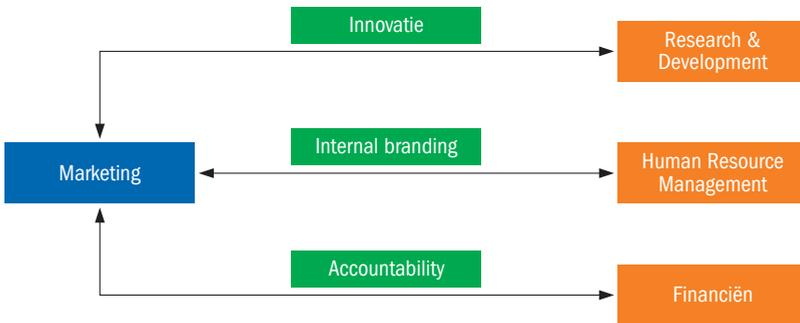 Innovatie
Research &
Development
Internal branding
Marketing
Human Resource
Management
Accountability
Financiën